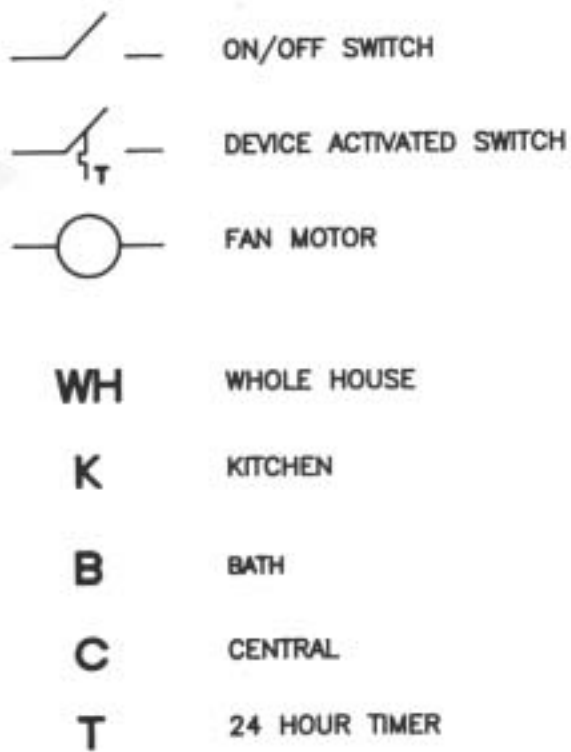 ON/OFF SWITCH
T DEVICE ACTIVATED SWITCH
FAN MOTOR
WH WHOLE HOUSE
K KITCHEN
B BATH
C CENTRAL
T 24 HOUR TIMER